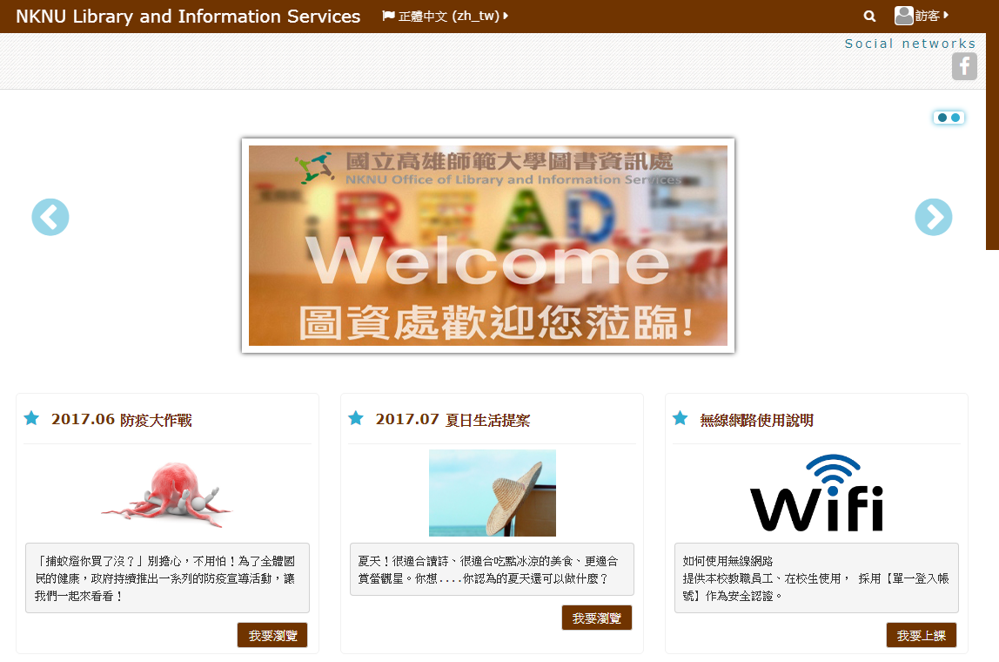 NKNU Library and Information Services
正體中文 (zh_tw)
訪客
Social networks
f
國立高雄師範大學圖書資訊處
NKNU Office of Library and Information Services
READ
Welcome
圖資處歡迎您蒞臨!
2017.06 防疫大作戰
「捕蚊燈你買了沒？」別擔心，不用怕！為了全體國
民的健康，政府持續推出一系列的防疫宣導活動，讓
我們一起來看看！
我要瀏覽
2017.07 夏日生活提案
夏天！很適合讀詩、很適合吃點冰涼的美食、更適合
賞螢觀星。你想....你認為的夏天還可以做什麼？
我要瀏覽
無線網路使用說明
Wifi
如何使用無線網路
提供本校教職員工、在校生使用， 採用【單一登入帳
號】作為安全認證。
我要上課